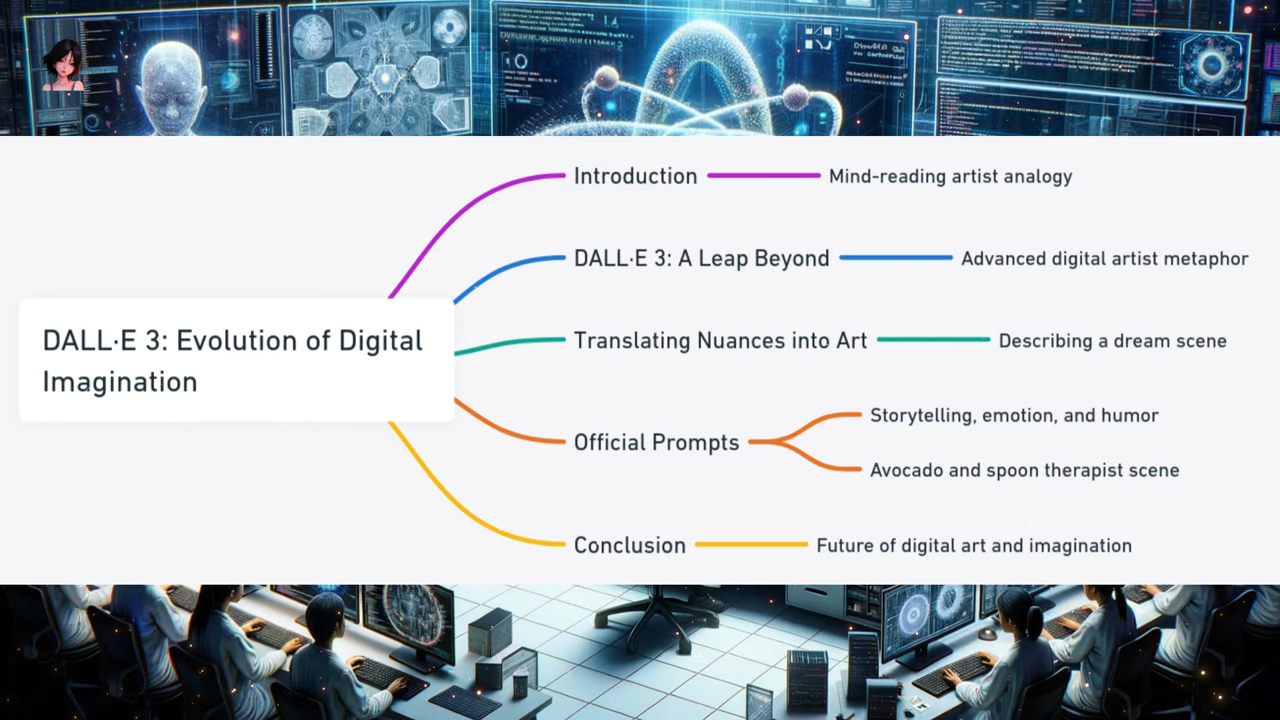 Introduction
Mind-reading artist analogy
DALL·E 3: A Leap Beyond
Advanced digital artist metaphor
DALL·E 3: Evolution of Digital
Imagination
Translating Nuances into Art
Describing a dream scene
Official Prompts
Storytelling, emotion, and humor
Avocado and spoon therapist scene
Conclusion
Future of digital art and imagination